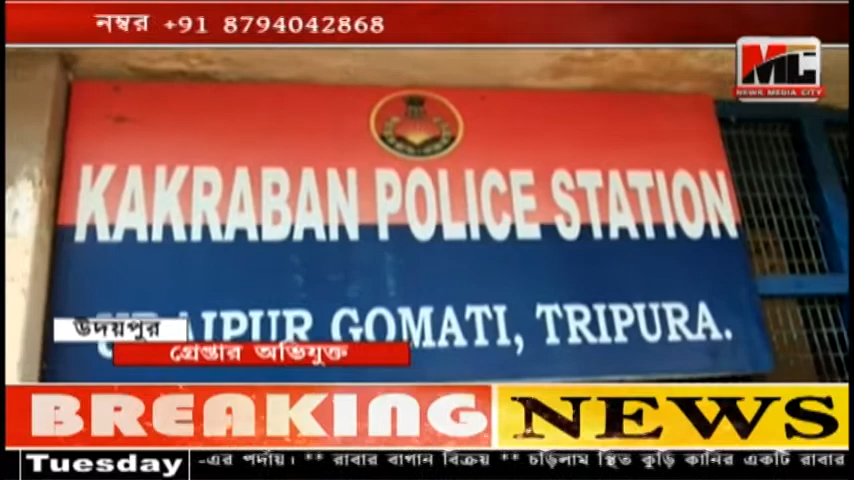 নম্বর +91 8794042868
MC
NEWS MEDIA CITY
KAKRABAN POLICE STATION
GOMATI, TRIPURA.
উদয়পুর
গ্রেপ্তার অভিযুক্ত
BREAKING NEWS
Tuesday
-এর পর্দায়। ** রাবার বাগান বিক্রয় ** চড়িলাম স্থিত কুড়ি কানির একটি রাবার